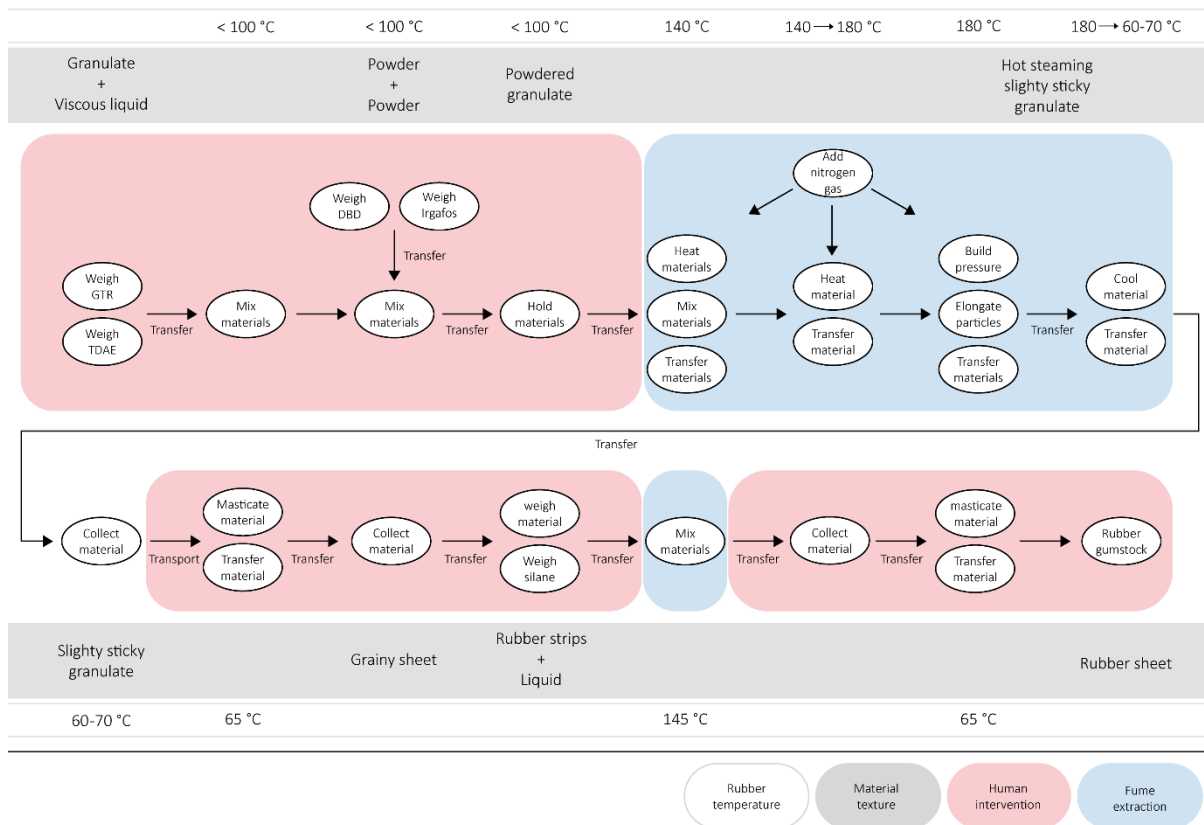 < 100 °C
< 100 °C
< 100 °C
140 °C
140 → 180 °C
180 °C
180 → 60-70 °C
Granulate
+
Viscous liquid
Powder
+
Powder
Powdered
granulate
Hot steaming
slighty sticky
granulate
Add
nitrogen
gas
Weigh
DBD
Weigh
Irgafos
Transfer
Weigh
GTR
Weigh
TDAE
Transfer
Mix
materials
Mix
materials
Transfer
Hold
materials
Transfer
Heat
materials
Mix
materials
Transfer
materials
Heat
material
Transfer
material
Build
pressure
Elongate
particles
Transfer
materials
Transfer
Cool
material
Transfer
material
Transfer
Collect
material
Transport
Masticate
material
Transfer
material
Transfer
Collect
material
Transfer
weigh
material
Weigh
silane
Transfer
Mix
materials
Transfer
Collect
material
Transfer
masticate
material
Transfer
material
Rubber
gumstock
Slighty sticky
granulate
Grainy sheet
Rubber strips
+
Liquid
Rubber sheet
60-70 °C
65 °C
145 °C
65 °C
Rubber
temperature
Material
texture
Human
intervention
Fume
extraction